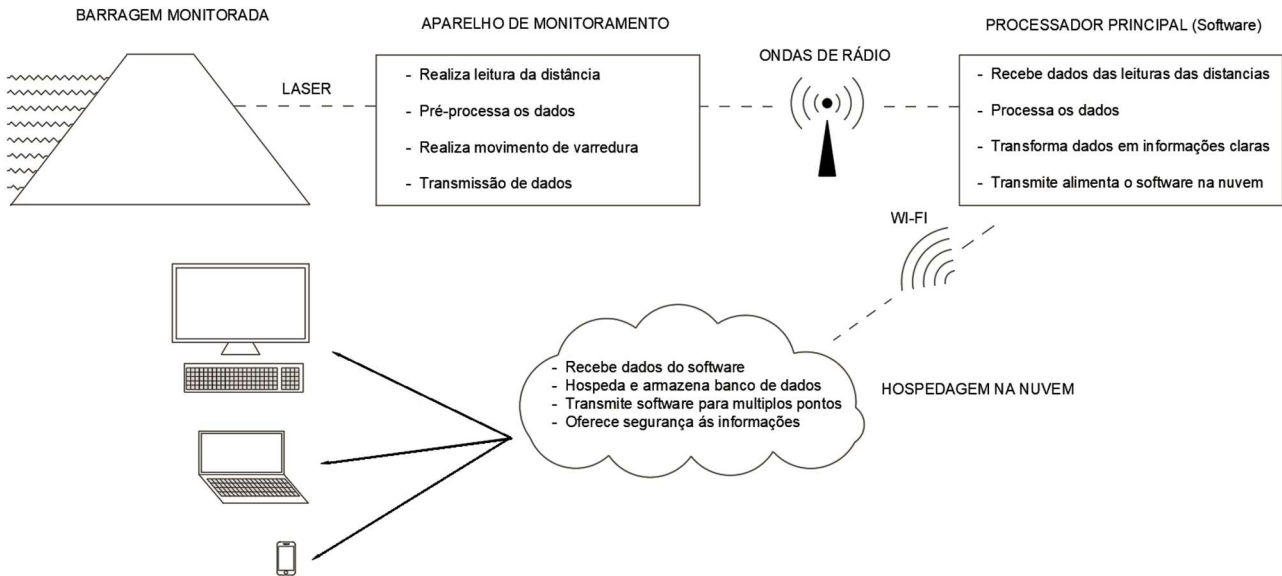 BARRAGEM MONITORADA
LASER
APARELHO DE MONITORAMENTO
- Realiza leitura da distância
- Pré-processa os dados
- Realiza movimento de varredura
- Transmissão de dados
ONDAS DE RÁDIO
PROCESSADOR PRINCIPAL (Software)
- Recebe dados das leituras das distancias
- Processa os dados
- Transforma dados em informações claras
- Transmite alimenta o software na nuvem
WI-FI
- Recebe dados do software
- Hospeda e armazena banco de dados
- Transmite software para multiplos pontos
- Oferece segurança ás informações
HOSPEDAGEM NA NUVEM